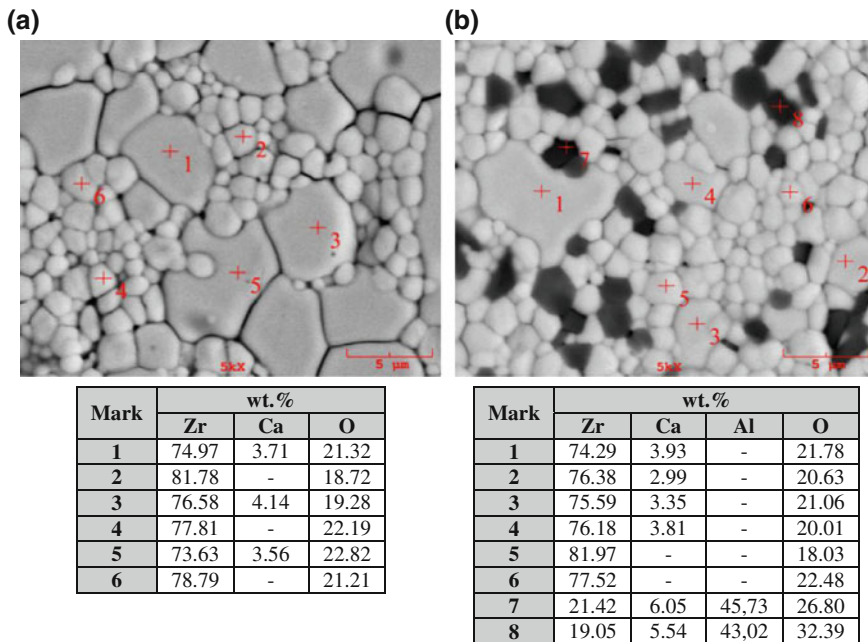 (a)
(b)
1
2
6
3
5
4
5kX
5 μm
7
8
4
1
6
2
5
3
5kX
5 μm
Mark wt.%
Zr Ca O
1 74.97 3.71 21.32
2 81.78 - 18.72
3 76.58 4.14 19.28
4 77.81 - 22.19
5 73.63 3.56 22.82
6 78.79 - 21.21
Mark wt.%
Zr Ca Al O
1 74.29 3.93 - 21.78
2 76.38 2.99 - 20.63
3 75.59 3.35 - 21.06
4 76.18 3.81 - 20.01
5 81.97 - - 18.03
6 77.52 - - 22.48
7 21.42 6.05 45,73 26.80
8 19.05 5.54 43,02 32.39